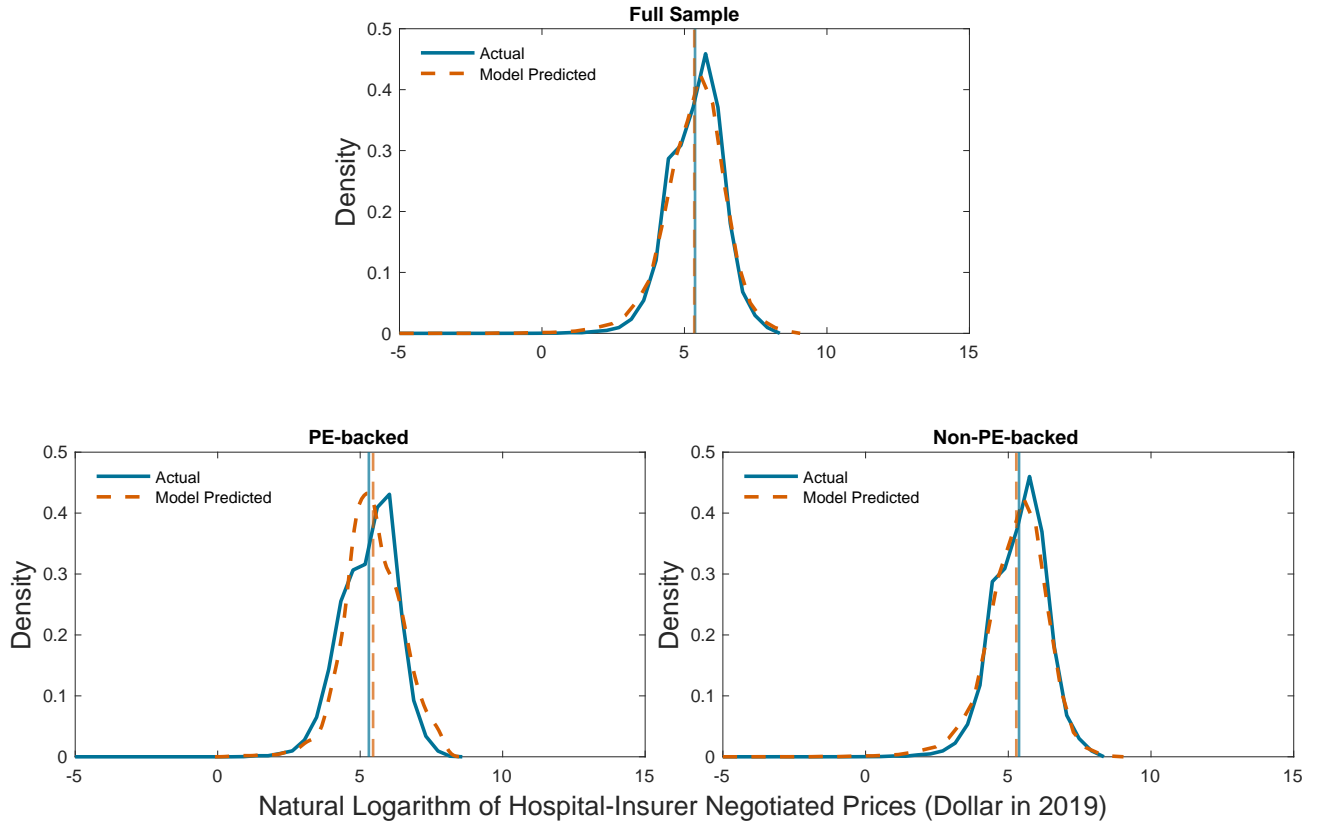 Full Sample
0.5
0.4
0.3
0.2
0.1
0
Density
Actual
Model Predicted
-5 0 5 10 15
PE-backed
0.5
0.4
0.3
0.2
0.1
0
Density
Actual
Model Predicted
-5 0 5 10 15
Non-PE-backed
0.5
0.4
0.3
0.2
0.1
0
Density
Actual
Model Predicted
-5 0 5 10 15
Natural Logarithm of Hospital-Insurer Negotiated Prices (Dollar in 2019)